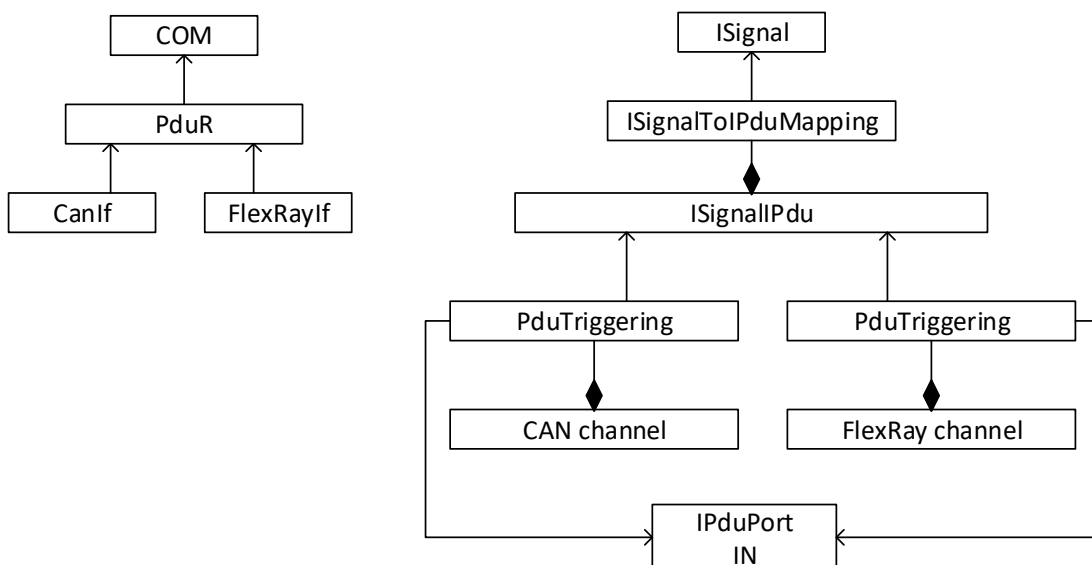 COM
PduR
CanIf
FlexRayIf
ISignal
ISignalToIPduMapping
ISignalIPdu
PduTriggering
PduTriggering
CAN channel
FlexRay channel
IPduPort
IN